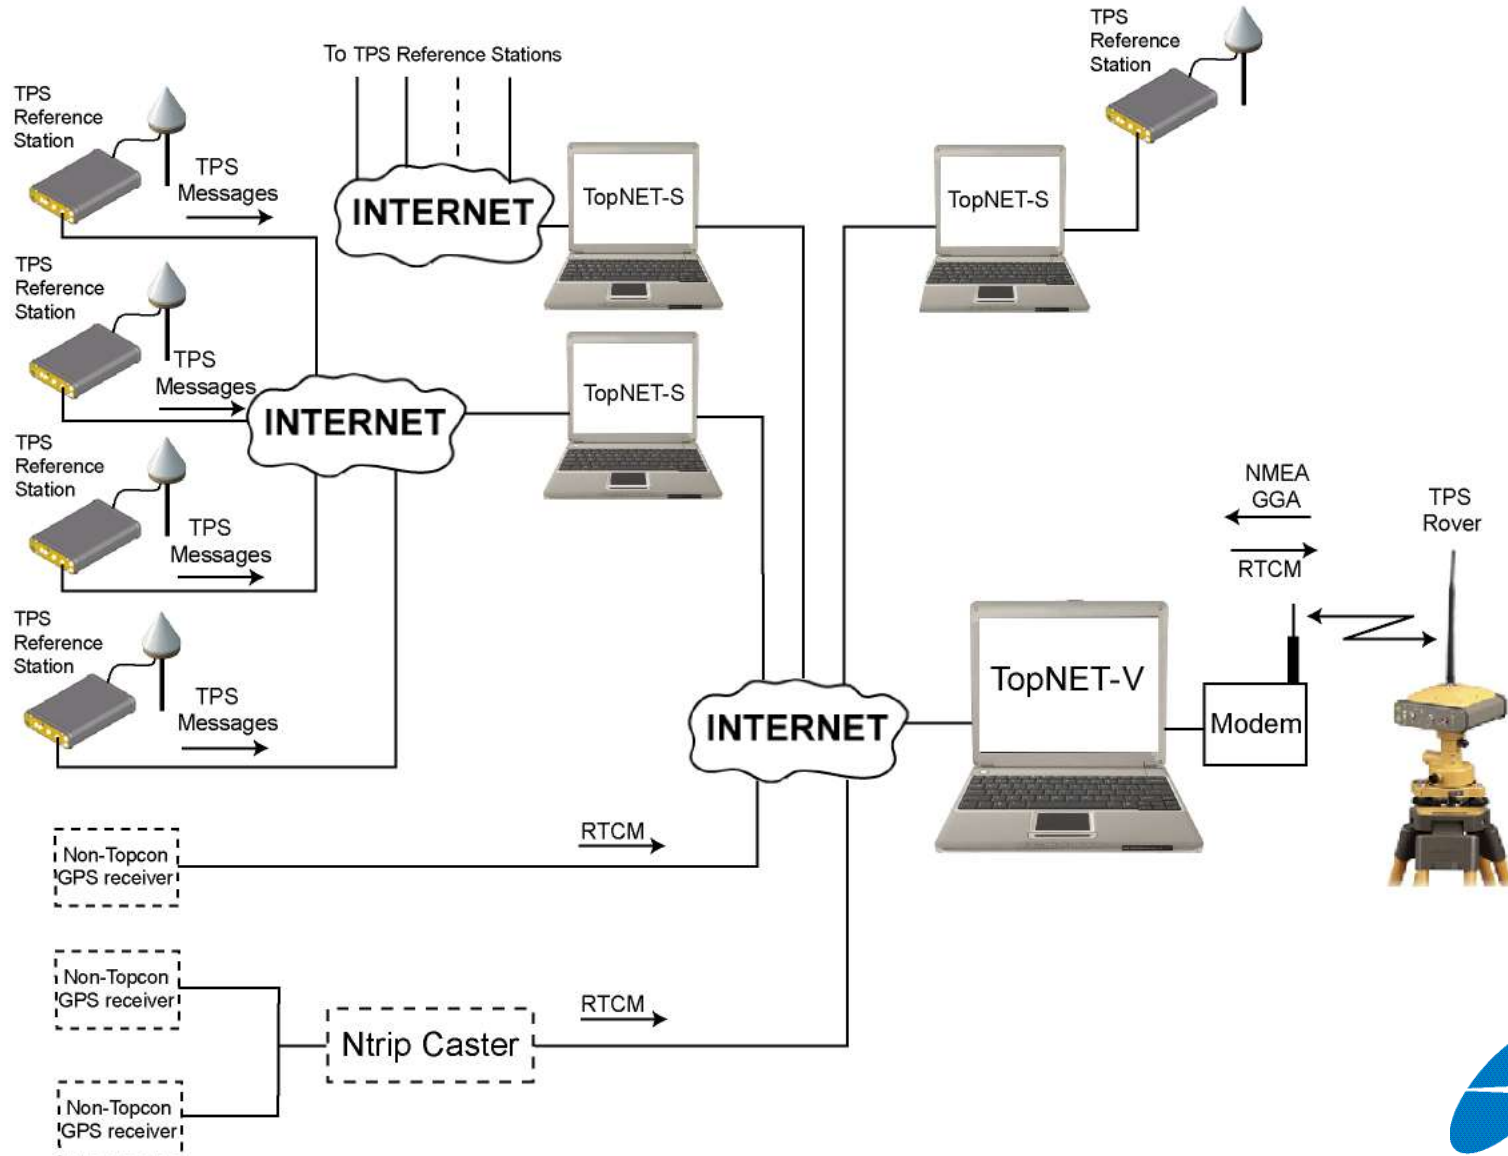 To TPS Reference Stations
TPS
Reference
Station
TPS
Reference
Station
TPS
Messages
INTERNET
TopNET-S
TopNET-S
TPS
Reference
Station
TPS
Messages
INTERNET
TopNET-S
TPS
Reference
Station
TPS
Messages
NMEA
GGA
RTCM
TPS
Rover
TPS
Reference
Station
TPS
Messages
INTERNET
TopNET-V
Modem
RTCM
Non-Topcon
GPS receiver
Non-Topcon
GPS receiver
RTCM
Ntrip Caster
Non-Topcon
GPS receiver